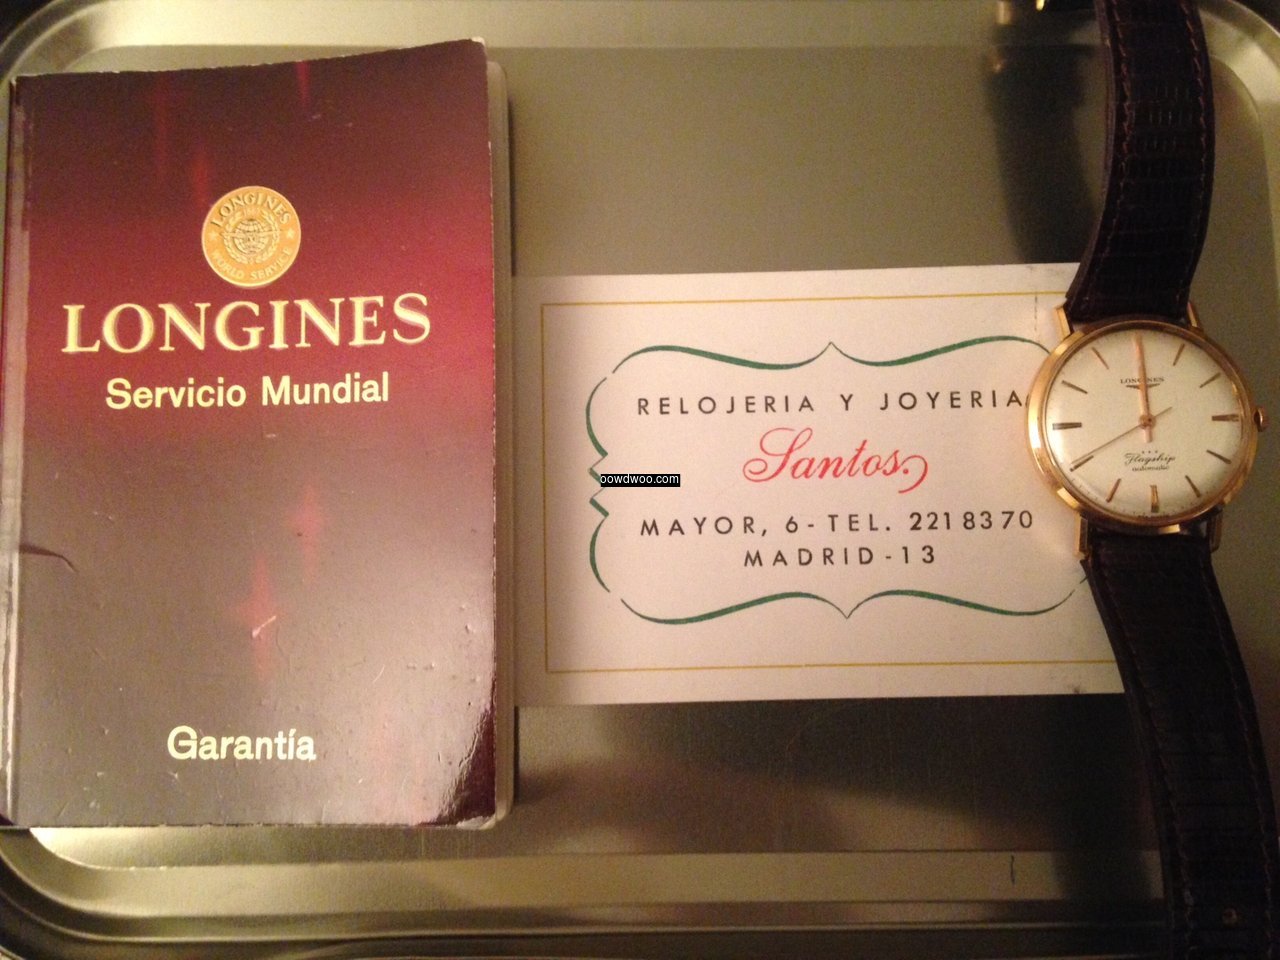 LONGINES
WORLD SERVICE
LONGINES
Servicio Mundial
Garantía
RELOJERIA Y JOYERIA
Santos.
MAYOR, 6 - TEL. 2218370
MADRID - 13
oowdwoo.com
LONGINES
Flagship
automatic